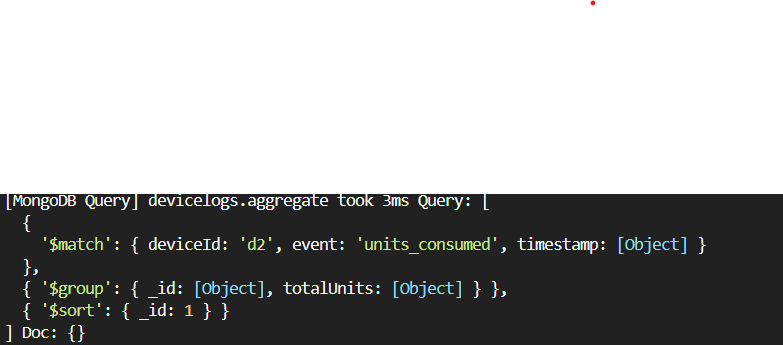 [MongoDB Query] devicelogs.aggregate took 3ms Query: [
{
'$match': { deviceId: 'd2', event: 'units_consumed', timestamp: [Object] }
},
{ '$group': { _id: [Object], totalUnits: [Object] } },
{ '$sort': { _id: 1 } }
] Doc: {}